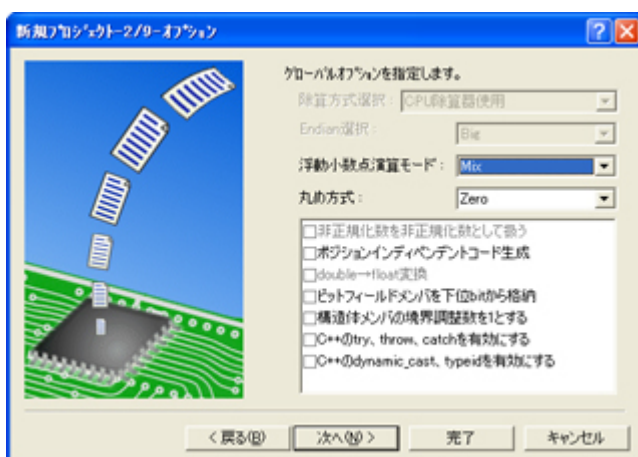 新規プロジェクト-2/9-オプション
グローバルオプションを指定します。
除算方式選択: CPU除算器使用
Endian選択: Big
浮動小数点演算モード: Mix
丸め方式: Zero
非正規化数を非正規化数として扱う
ポジションインディペンデントコード生成
double→float変換
ビットフィールドメンバを下位bitから格納
構造体メンバの境界調整数を1とする
C++のtry、throw、catchを有効にする
C++のdynamic_cast、typeidを有効にする
< 戻る(B) 次へ(N) > 完了 キャンセル